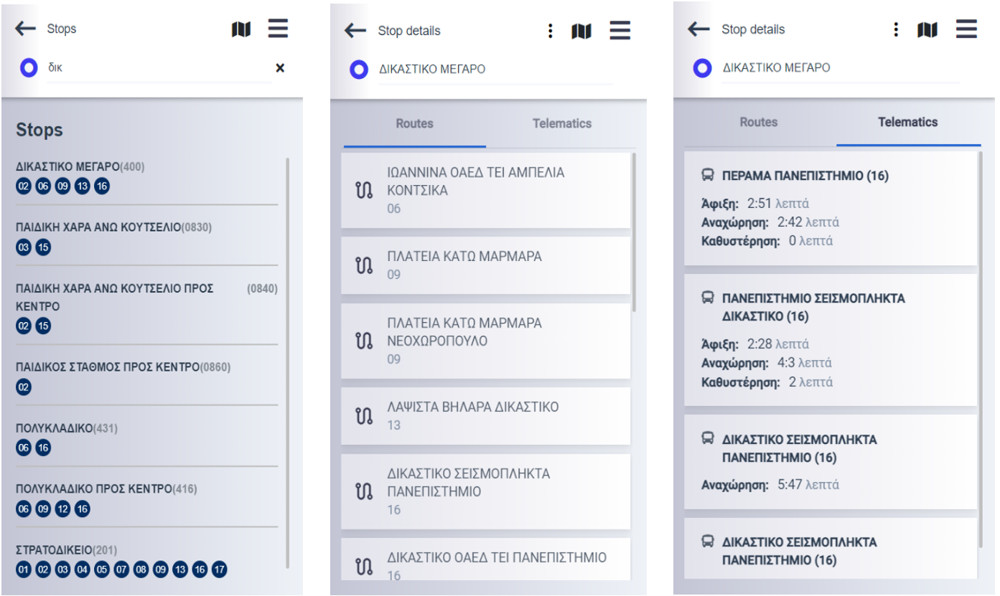 Stops
δικ
Stops
ΔΙΚΑΣΤΙΚΟ ΜΕΓΑΡΟ(400)
02 06 09 13 16
ΠΑΙΔΙΚΗ ΧΑΡΑ ΑΝΩ ΚΟΥΤΣΕΛΙΟ(0830)
03 15
ΠΑΙΔΙΚΗ ΧΑΡΑ ΑΝΩ ΚΟΥΤΣΕΛΙΟ ΠΡΟΣ (0840)
ΚΕΝΤΡΟ
02 15
ΠΑΙΔΙΚΟΣ ΣΤΑΘΜΟΣ ΠΡΟΣ ΚΕΝΤΡΟ(0860)
02
ΠΟΛΥΚΛΑΔΙΚΟ(431)
06 16
ΠΟΛΥΚΛΑΔΙΚΟ ΠΡΟΣ ΚΕΝΤΡΟ(416)
06 09 12 16
ΣΤΡΑΤΟΔΙΚΕΙΟ(201)
01 02 03 04 05 07 08 09 13 16 17
Stop details
ΔΙΚΑΣΤΙΚΟ ΜΕΓΑΡΟ
Routes Telematics
ΙΩΑΝΝΙΝΑ ΟΑΕΔ ΤΕΙ ΑΜΠΕΛΙΑ
ΚΟΝΤΣΙΚΑ
06
ΠΛΑΤΕΙΑ ΚΑΤΩ ΜΑΡΜΑΡΑ
09
ΠΛΑΤΕΙΑ ΚΑΤΩ ΜΑΡΜΑΡΑ
ΝΕΟΧΩΡΟΠΟΥΛΟ
09
ΛΑΨΙΣΤΑ ΒΗΛΑΡΑ ΔΙΚΑΣΤΙΚΟ
13
ΔΙΚΑΣΤΙΚΟ ΣΕΙΣΜΟΠΛΗΚΤΑ
ΠΑΝΕΠΙΣΤΗΜΙΟ
16
ΔΙΚΑΣΤΙΚΟ ΟΑΕΔ ΤΕΙ ΠΑΝΕΠΙΣΤΗΜΙΟ
16
Stop details
ΔΙΚΑΣΤΙΚΟ ΜΕΓΑΡΟ
Routes Telematics
ΠΕΡΑΜΑ ΠΑΝΕΠΙΣΤΗΜΙΟ (16)
Άφιξη: 2:51 λεπτά
Αναχώρηση: 2:42 λεπτά
Καθυστέρηση: 0 λεπτά
ΠΑΝΕΠΙΣΤΗΜΙΟ ΣΕΙΣΜΟΠΛΗΚΤΑ
ΔΙΚΑΣΤΙΚΟ (16)
Άφιξη: 2:28 λεπτά
Αναχώρηση: 4:3 λεπτά
Καθυστέρηση: 2 λεπτά
ΔΙΚΑΣΤΙΚΟ ΣΕΙΣΜΟΠΛΗΚΤΑ
ΠΑΝΕΠΙΣΤΗΜΙΟ (16)
Αναχώρηση: 5:47 λεπτά
ΔΙΚΑΣΤΙΚΟ ΣΕΙΣΜΟΠΛΗΚΤΑ
ΠΑΝΕΠΙΣΤΗΜΙΟ (16)